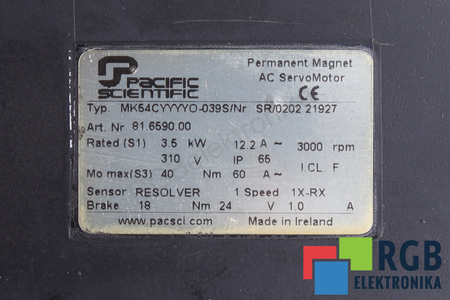 PACIFIC SCIENTIFIC
Permanent Magnet
AC ServoMotor
CE
Typ. MK54CYYYYO-039S/Nr SR/0202 21927
Art. Nr 81.6590.00
Rated (S1) 3.5 kW 12.2 A~ 3000 rpm
310 V IP 65
I.CL. F
Mo max(S3) 40 Nm 60 A~
Sensor RESOLVER 1 Speed 1X-RX
Brake 18 Nm 24 V 1.0 A
www.pacsci.com Made in Ireland
RGB
ELEKTRONIKA